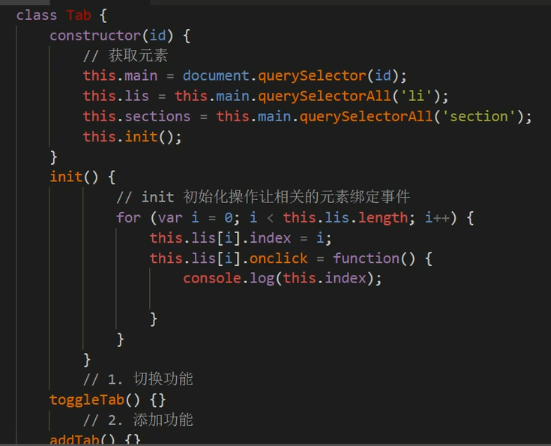 class Tab {
constructor(id) {
// 获取元素
this.main = document.querySelector(id);
this.lis = this.main.querySelectorAll('li');
this.sections = this.main.querySelectorAll('section');
this.init();
}
init() {
// init 初始化操作让相关的元素绑定事件
for (var i = 0; i < this.lis.length; i++) {
this.lis[i].index = i;
this.lis[i].onclick = function() {
console.log(this.index);
}
}
}
// 1. 切换功能
toggleTab() {}
// 2. 添加功能
addTab() {}